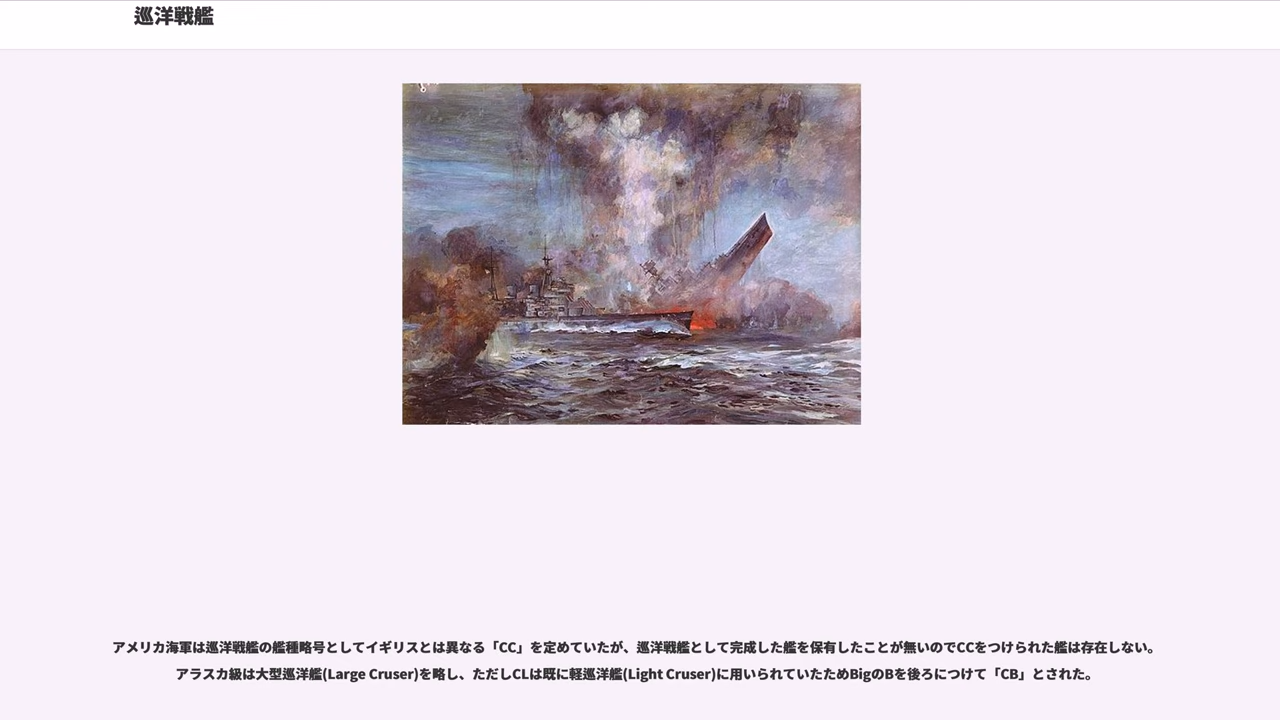 巡洋戦艦
アメリカ海軍は巡洋戦艦の艦種略号としてイギリスとは異なる「CC」を定めていたが、巡洋戦艦として完成した艦を保有したことが無いのでCCをつけられた艦は存在しない。
アラスカ級は大型巡洋艦(Large Cruser)を略し、ただしCLは既に軽巡洋艦(Light Cruser)に用いられていたためBigのBを後ろにつけて「CB」とされた。